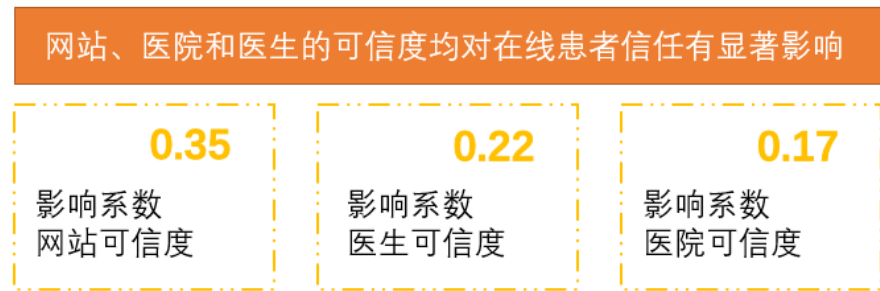 网站、医院和医生的可信度均对在线患者信任有显著影响
0.35
影响系数
网站可信度
0.22
影响系数
医生可信度
0.17
影响系数
医院可信度